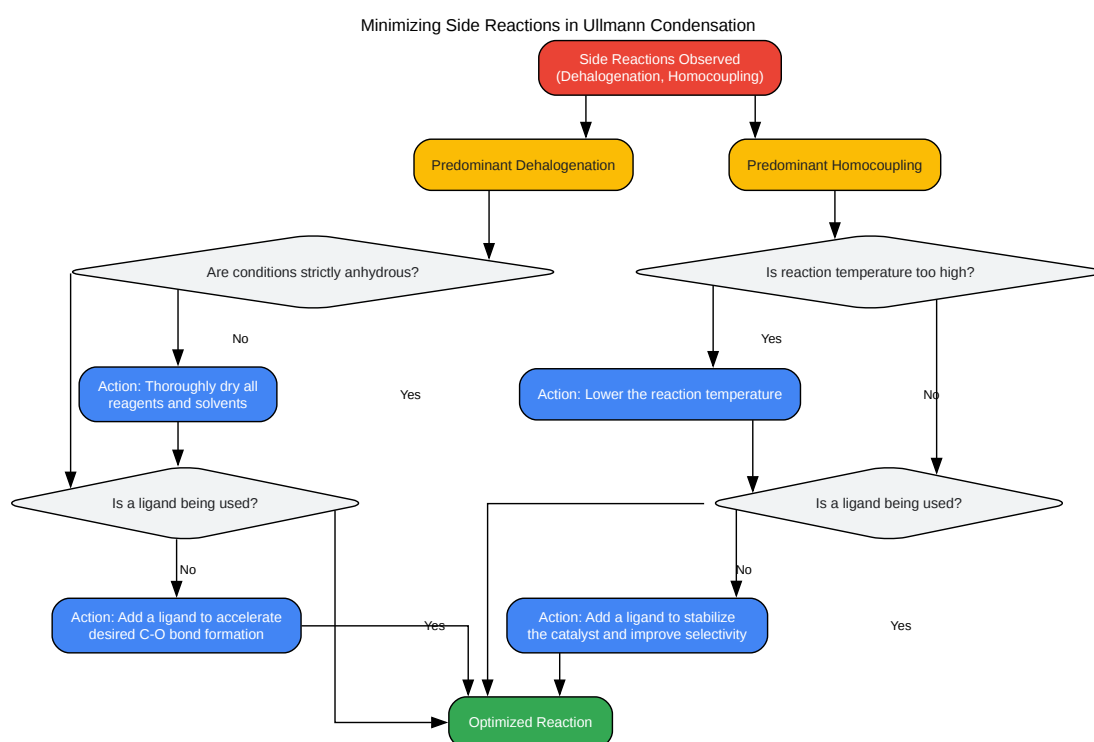 Minimizing Side Reactions in Ullmann Condensation
Side Reactions Observed
(Dehalogenation, Homocoupling)
Predominant Dehalogenation
Predominant Homocoupling
Are conditions strictly anhydrous?
Is reaction temperature too high?
No
Yes
Action: Thoroughly dry all
reagents and solvents
Yes
Action: Lower the reaction temperature
No
Is a ligand being used?
Is a ligand being used?
No
No
Action: Add a ligand to accelerate
desired C-O bond formation
Yes
Action: Add a ligand to stabilize
the catalyst and improve selectivity
Yes
Optimized Reaction